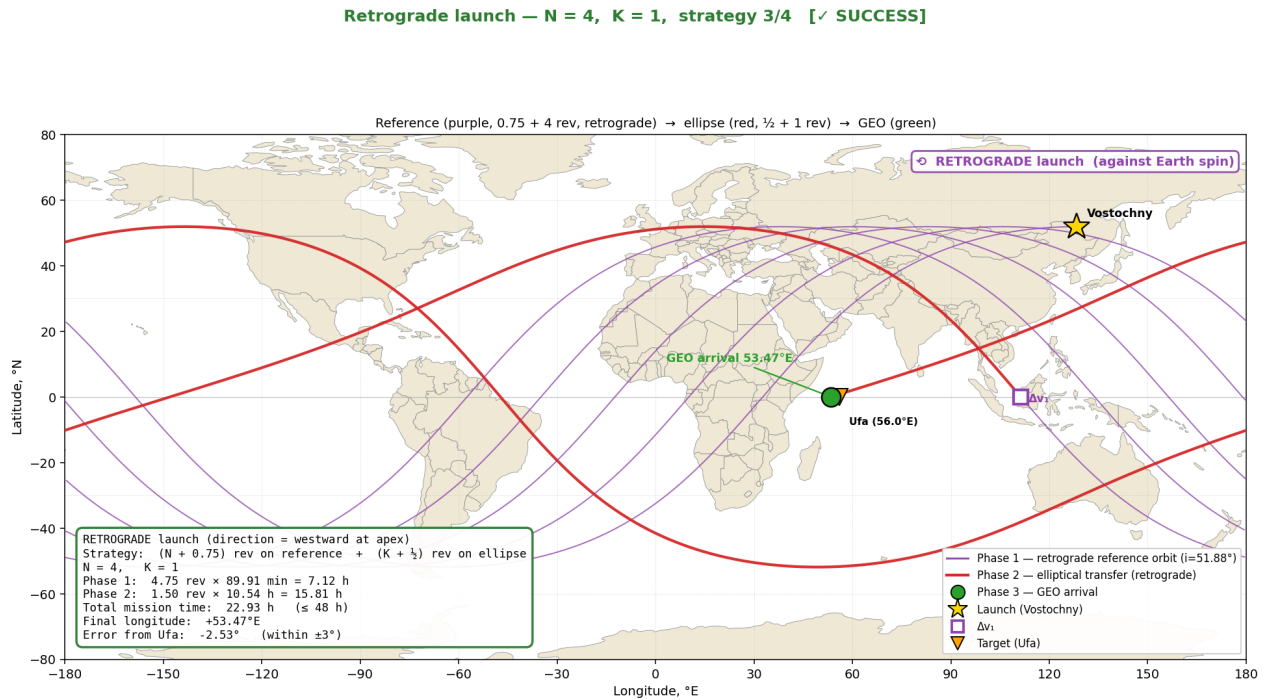 Retrograde launch — N = 4,  K = 1,  strategy 3/4   [✓ SUCCESS]
Reference (purple, 0.75 + 4 rev, retrograde)  →  ellipse (red, ½ + 1 rev)  →  GEO (green)
80
60
40
20
0
−20
−40
−60
−80
Latitude, °N
⟲  RETROGRADE launch  (against Earth spin)
Vostochny
GEO arrival 53.47°E
Δv₁
Ufa (56.0°E)
RETROGRADE launch (direction = westward at apex)
Strategy:  (N + 0.75) rev on reference  +  (K + ½) rev on ellipse
N = 4,   K = 1
Phase 1:  4.75 rev × 89.91 min = 7.12 h
Phase 2:  1.50 rev × 10.54 h = 15.81 h
Total mission time:  22.93 h   (≤ 48 h)
Final longitude:  +53.47°E
Error from Ufa:  -2.53°   (within ±3°)
Phase 1 — retrograde reference orbit (i=51.88°)
Phase 2 — elliptical transfer (retrograde)
Phase 3 — GEO arrival
Launch (Vostochny)
Δv₁
Target (Ufa)
−180
−150
−120
−90
−60
−30
0
30
60
90
120
150
180
Longitude, °E